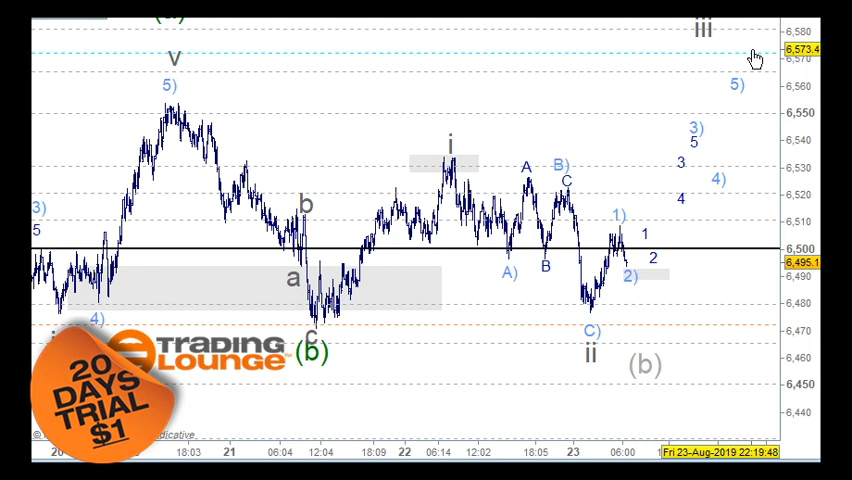 iii
6,580
6,573.4
6,570
v
5)
5)
6,560
6,550
3)
5
6,540
i
B)
3
6,530
A
C
4)
4
6,520
b
3)
5
1)
1
6,510
6,500
2
6,495.1
B
A)
2)
6,490
a
6,480
4)
C)
6,470
c
(b)
ii
(b)
6,460
6,450
6,440
TRADING
LOUNGE
20
DAYS
TRIAL
$1
20
18:03
21
06:04
12:04
18:09
22
06:14
12:02
18:05
23
06:00
Fri 23-Aug-2019 22:19:48